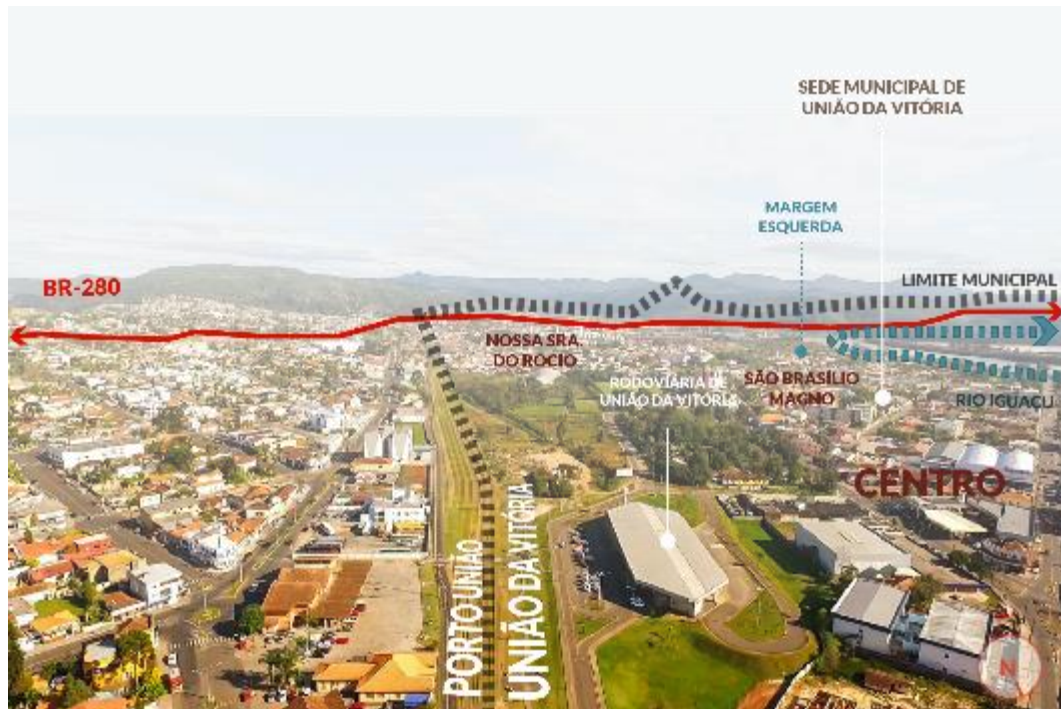 SEDE MUNICIPAL DE
UNIÃO DA VITÓRIA
MARGEM
ESQUERDA
BR-280
LIMITE MUNICIPAL
NOSSA SRA.
DO ROCIO
RODOVIÁRIA DE
UNIÃO DA VITÓRIA
SÃO BRASÍLIO
MAGNO
RIO IGUAÇU
CENTRO
PORTO UNIÃO
UNIÃO DA VITÓRIA
N